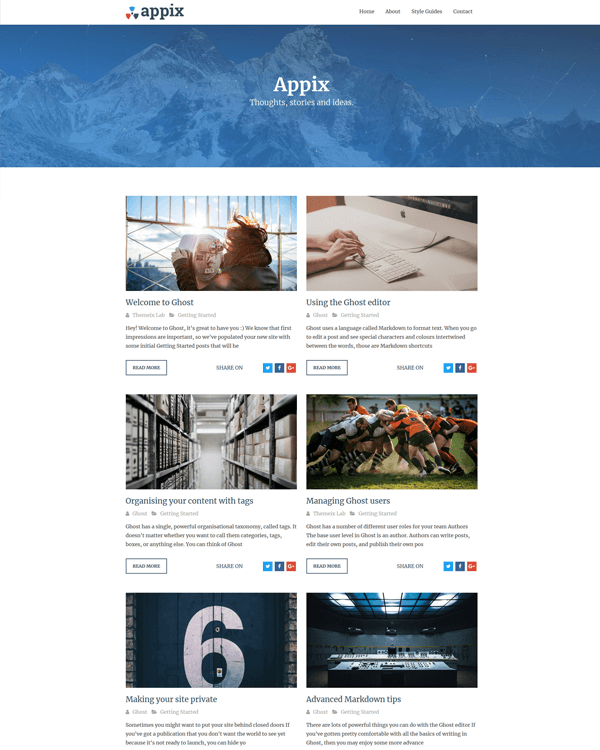 appix
Home
About
Style Guides
Contact
Appix
Thoughts, stories and ideas.
Welcome to Ghost
Themeix Lab
Getting Started
Hey! Welcome to Ghost, it's great to have you :) We know that first
impressions are important, so we've populated your new site with
some initial Getting Started posts that will he
READ MORE
SHARE ON
Using the Ghost editor
Ghost
Getting Started
Ghost uses a language called Markdown to format text. When you go
to edit a post and see special characters and colours intertwined
between the words, those are Markdown shortcuts
READ MORE
SHARE ON
Organising your content with tags
Ghost
Getting Started
Ghost has a single, powerful organisational taxonomy, called tags. It
doesn't matter whether you want to call them categories, tags,
boxes, or anything else. You can think of Ghost
READ MORE
SHARE ON
Managing Ghost users
Themeix Lab
Getting Started
Ghost has a number of different user roles for your team Authors
The base user level in Ghost is an author. Authors can write posts,
edit their own posts, and publish their own pos
READ MORE
SHARE ON
6
Making your site private
Ghost
Getting Started
Sometimes you might want to put your site behind closed doors If
you've got a publication that you don't want the world to see yet
because it's not ready to launch, you can hide yo
Advanced Markdown tips
Ghost
Getting Started
There are lots of powerful things you can do with the Ghost editor If
you've gotten pretty comfortable with all the basics of writing in
Ghost, then you may enjoy some more advance